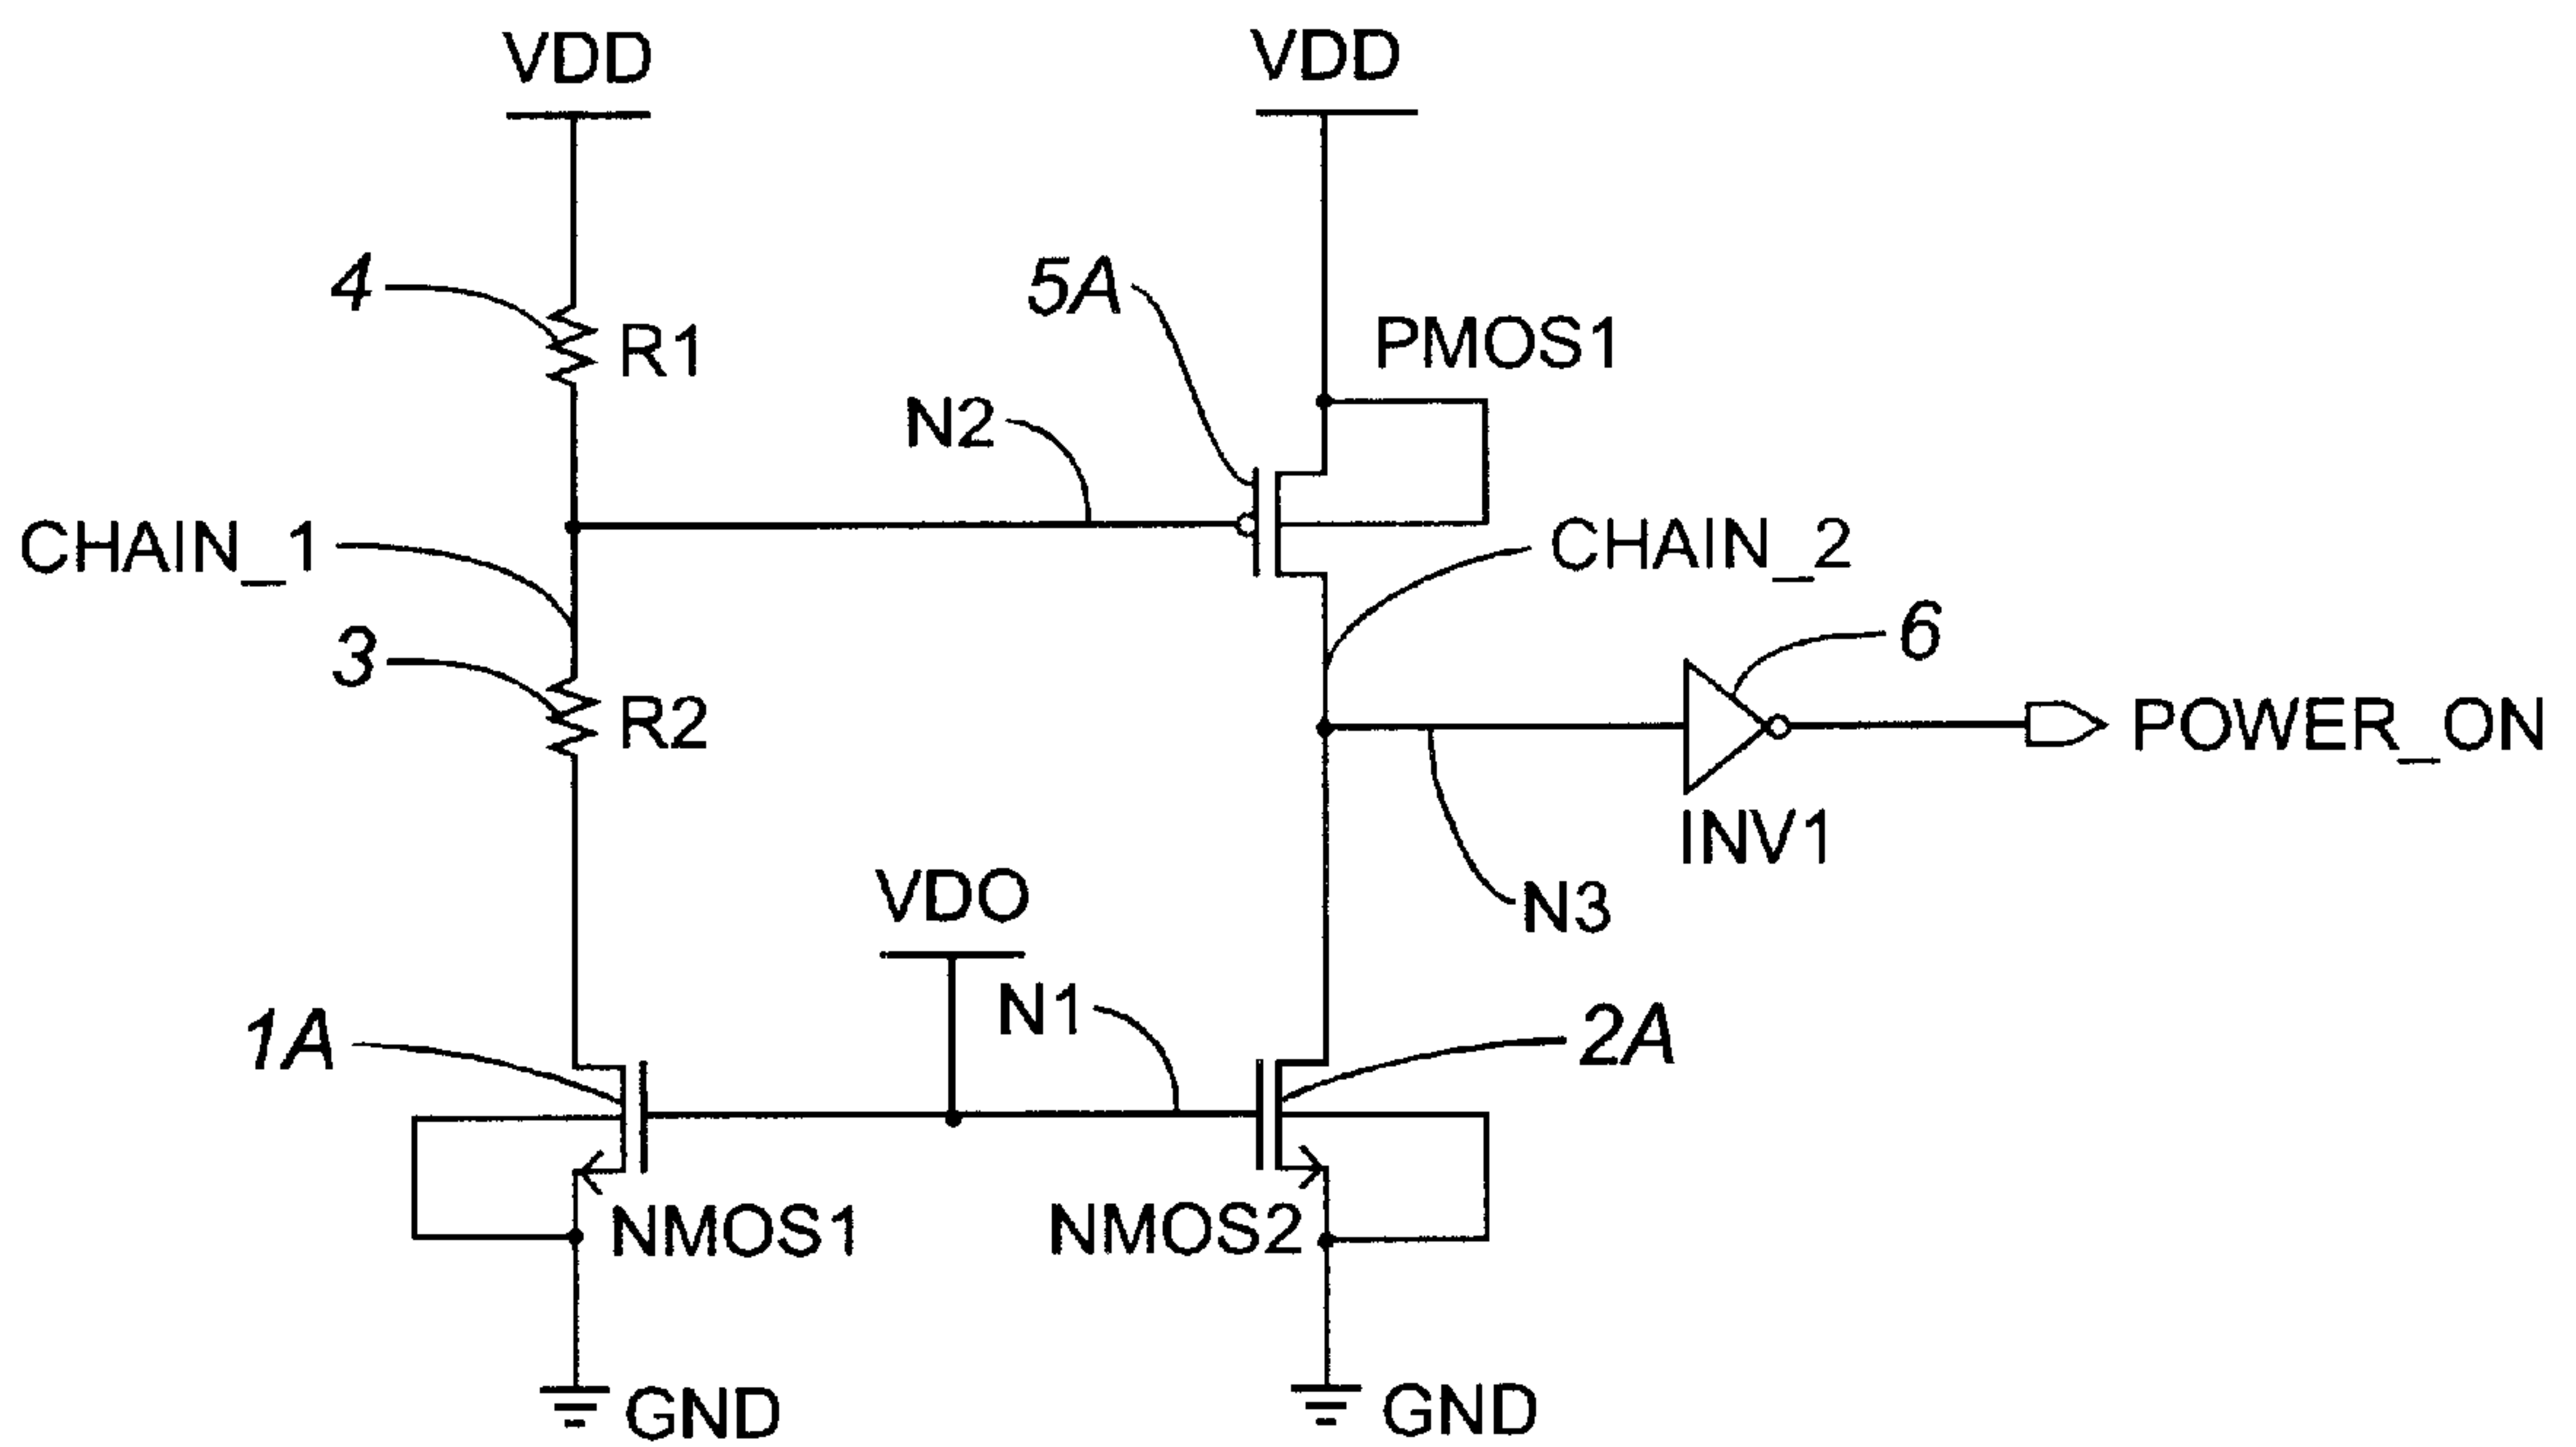 VDD
VDD
4
R1
5A
PMOS1
N2
CHAIN_1
CHAIN_2
3
R2
6
POWER_ON
INV1
VDO
N3
N1
1A
2A
NMOS1
NMOS2
GND
GND